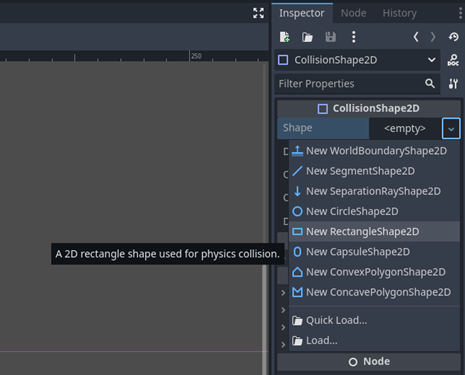 Inspector Node History
CollisionShape2D
DOC
Filter Properties
250
CollisionShape2D
Shape <empty>
New WorldBoundaryShape2D
New SegmentShape2D
New SeparationRayShape2D
New CircleShape2D
New RectangleShape2D
A 2D rectangle shape used for physics collision.
New CapsuleShape2D
New ConvexPolygonShape2D
New ConcavePolygonShape2D
Quick Load...
Load...
Node